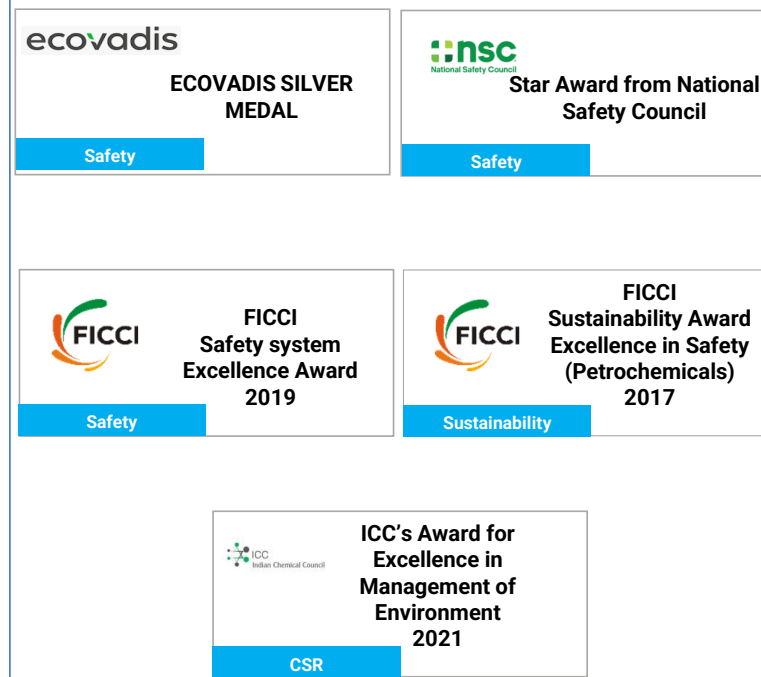 ecovadis
ECOVADIS SILVER
MEDAL
Safety
nsc
National Safety Council
Star Award from National
Safety Council
Safety
FICCI
FICCI
Safety system
Excellence Award
2019
Safety
FICCI
FICCI
Sustainability Award
Excellence in Safety
(Petrochemicals)
2017
Sustainability
ICC
Indian Chemical Council
ICC's Award for
Excellence in
Management of
Environment
2021
CSR